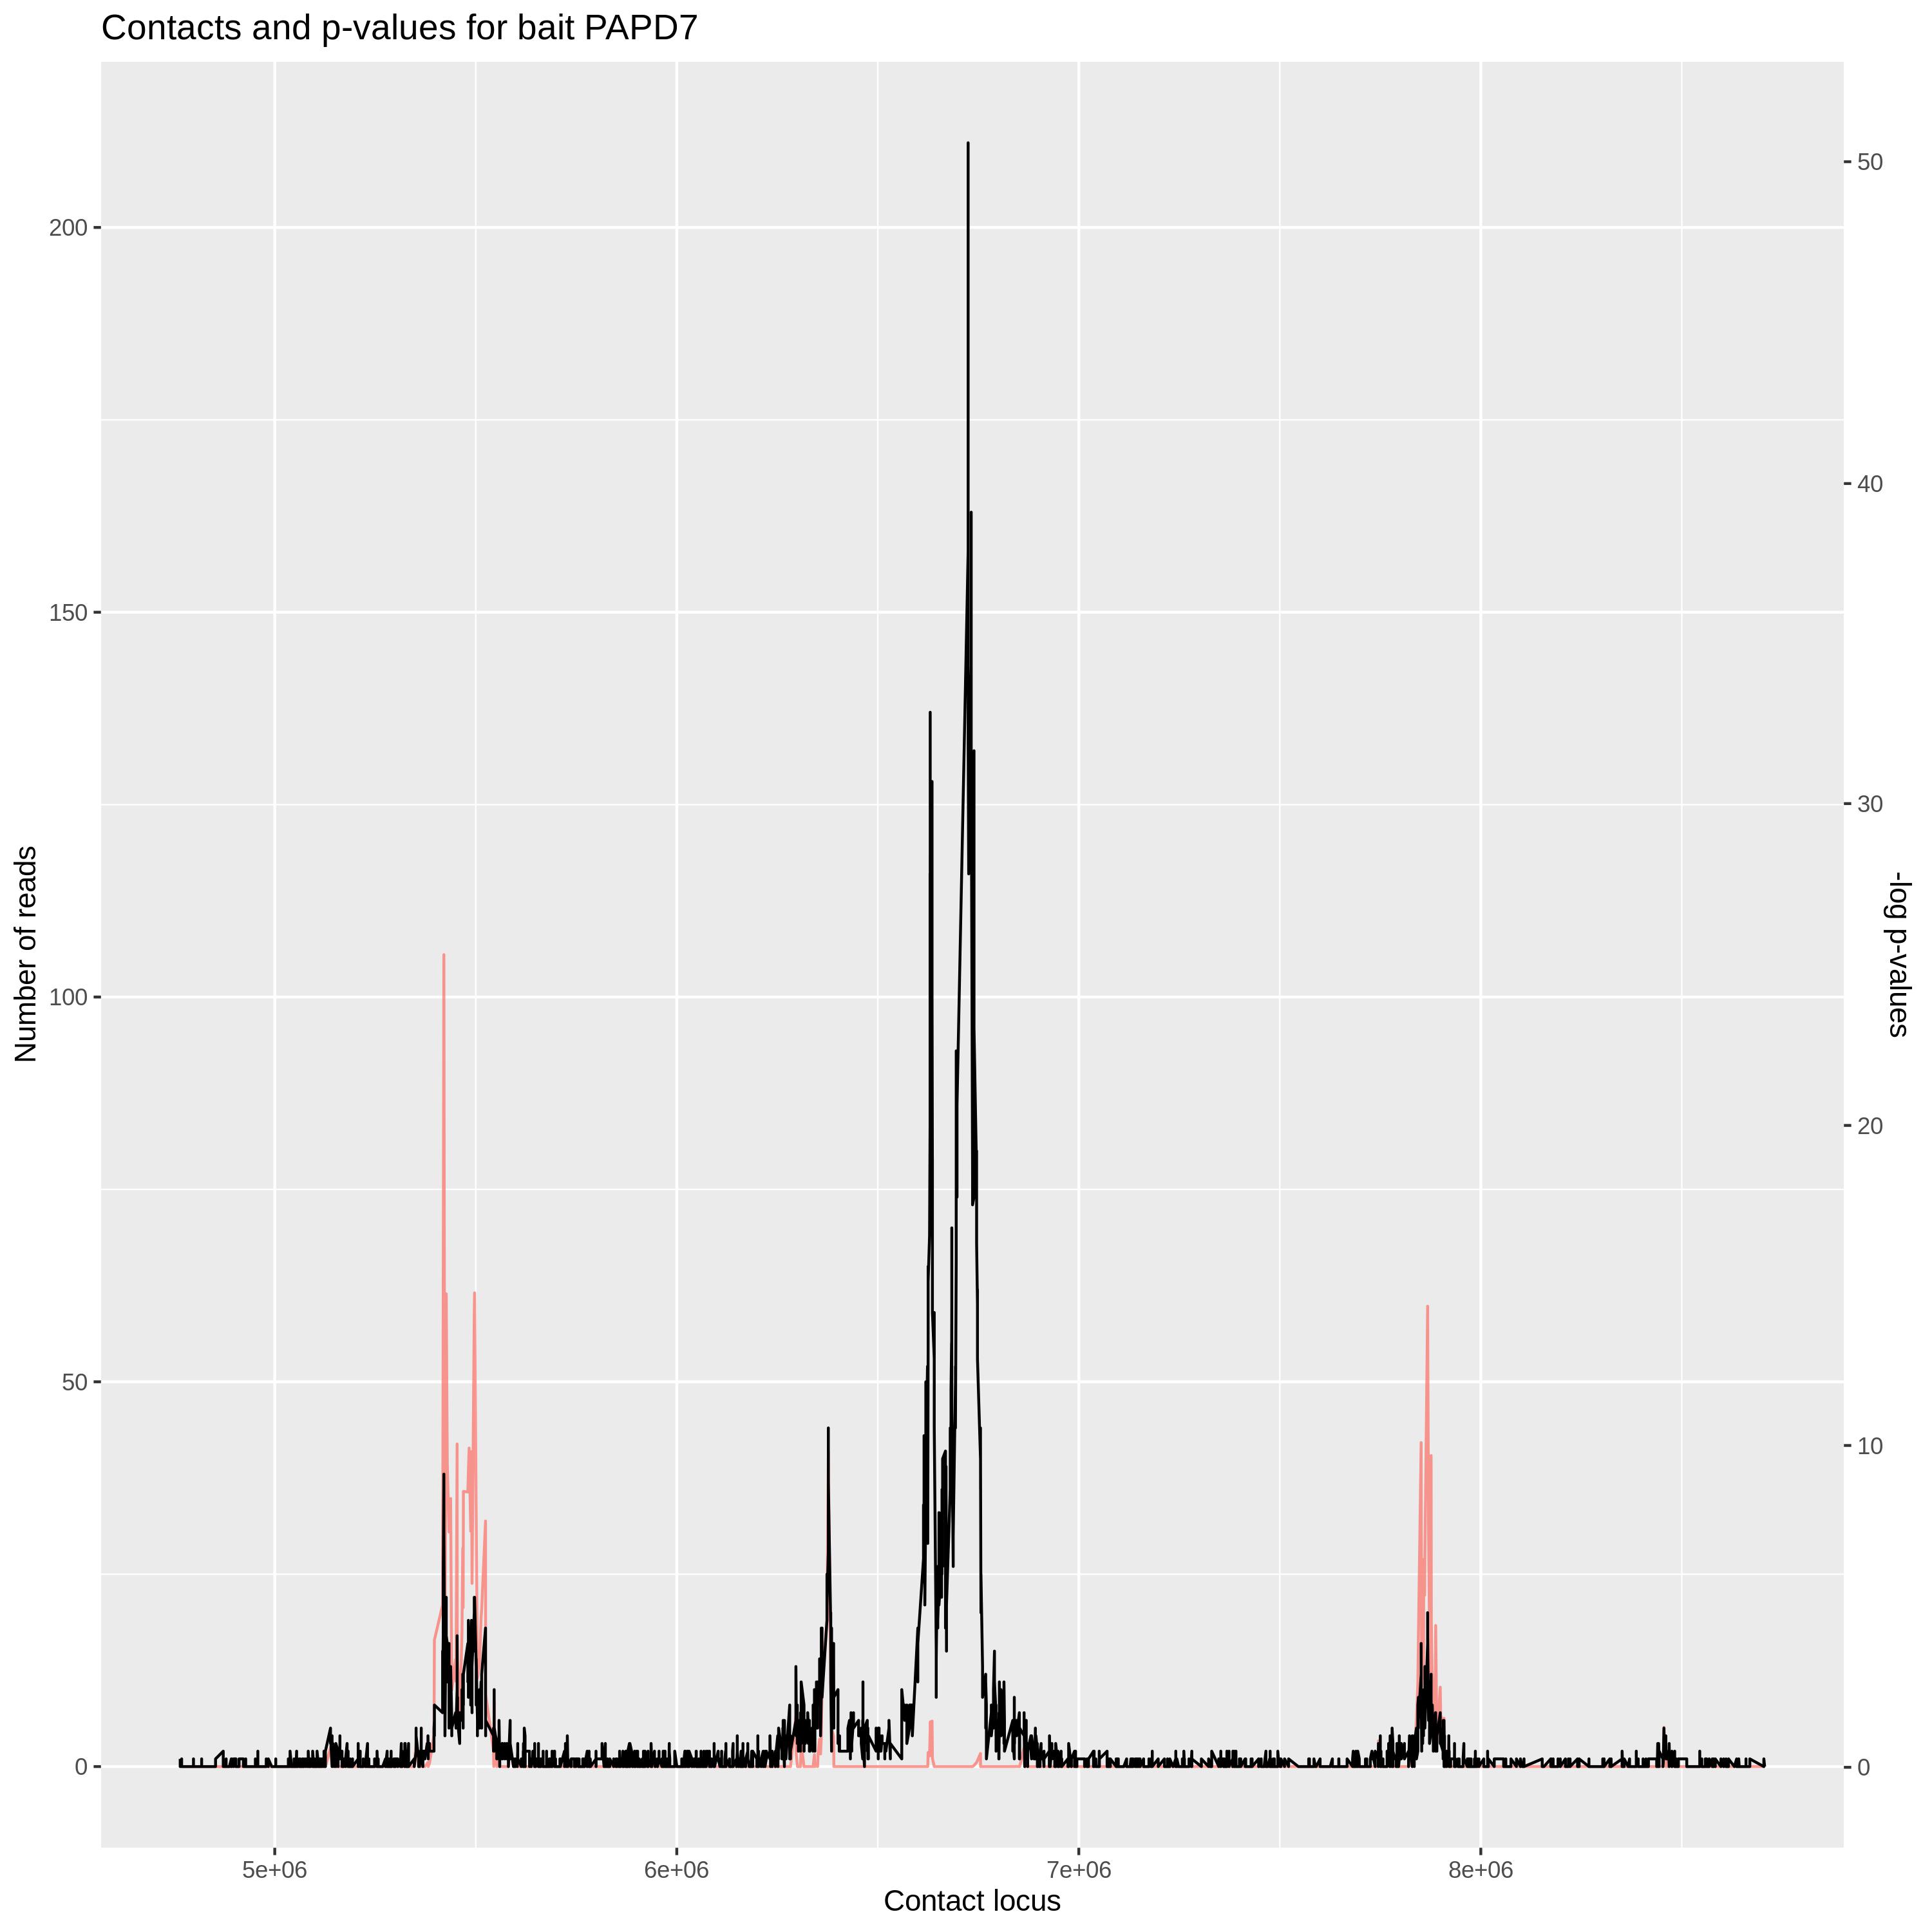 Contacts and p-values for bait PAPD7
Number of reads
200
150
100
50
0
50
40
30
20
10
0
-log p-values
5e+06
6e+06
7e+06
8e+06
Contact locus